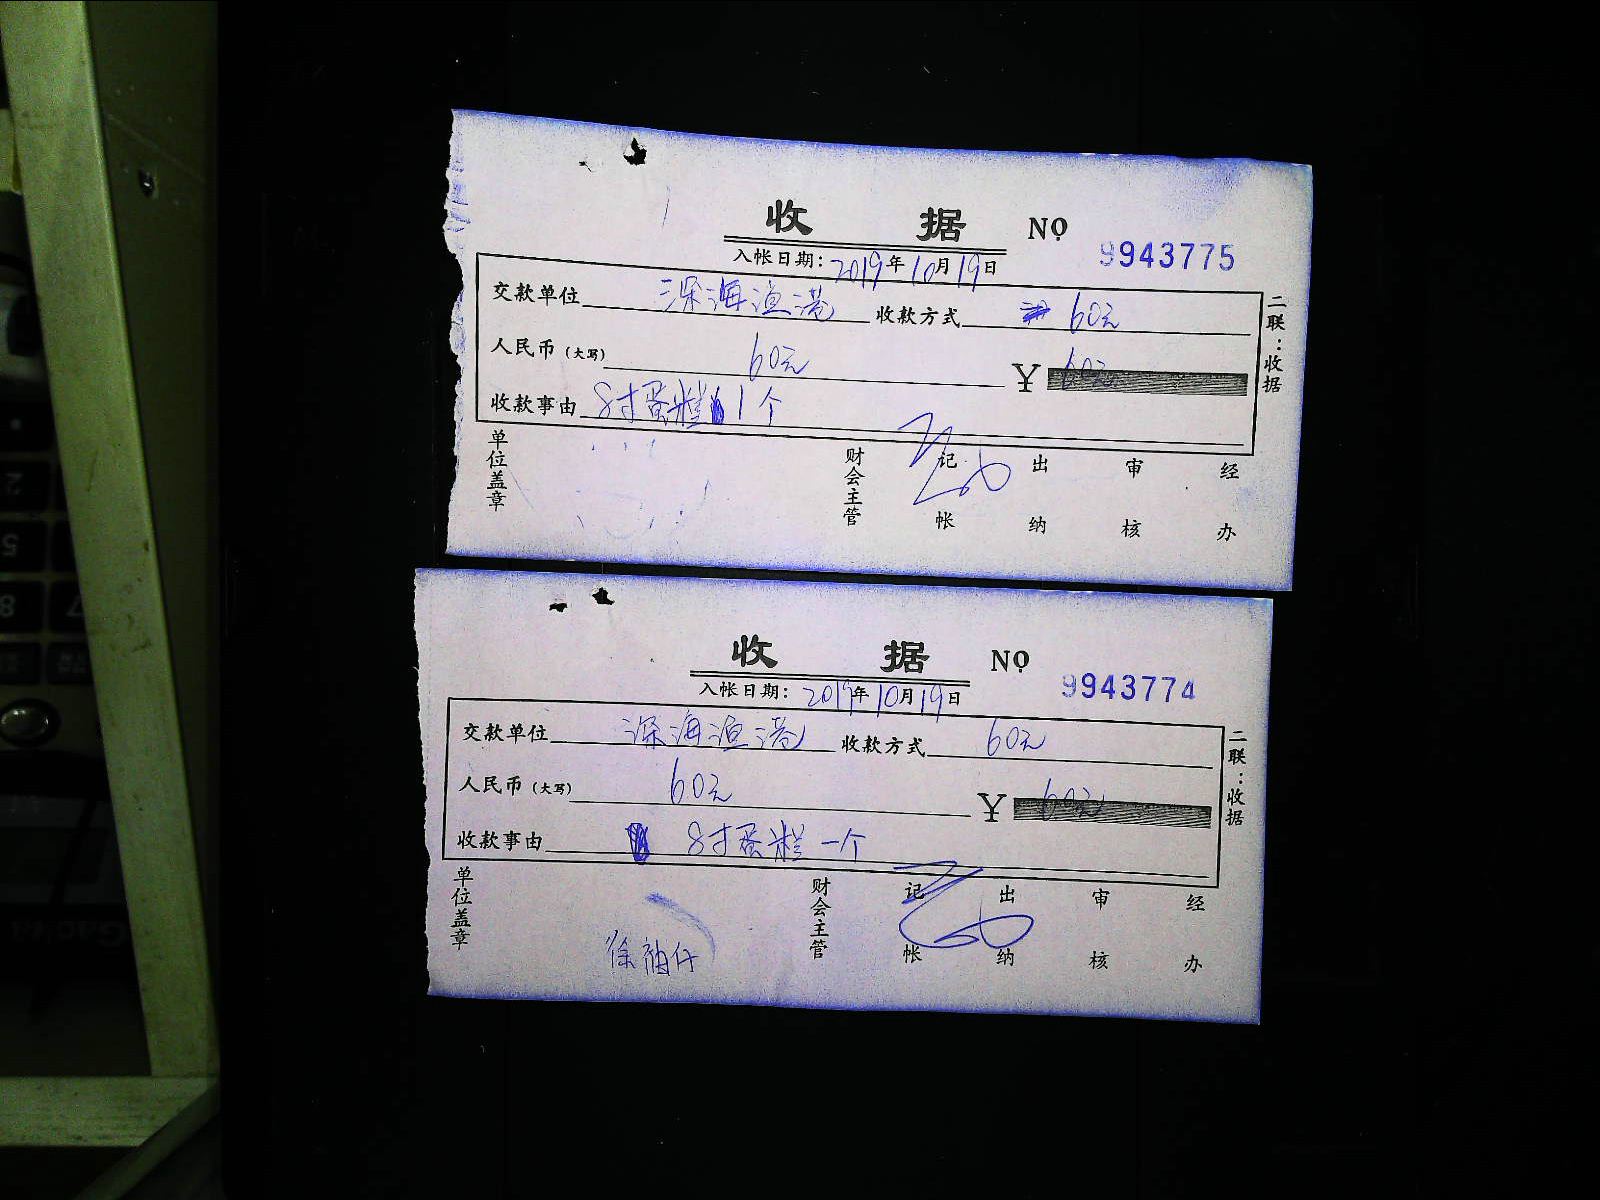 收 据 NO 9943775
入帐日期：2019年10月19日
交款单位 深海渔港 收款方式 60元
人民币（大写） 60元 ¥ 60元
收款事由 8寸蛋糕1个
二联：收据
单位盖章 财会主管 记帐 出纳 审核 经办
收 据 NO 9943774
入帐日期：2019年10月19日
交款单位 深海渔港 收款方式 60元
人民币（大写） 60元 ¥ 60元
收款事由 8寸蛋糕一个
二联：收据
单位盖章 财会主管 记帐 出纳 审核 经办
2
5
8 7